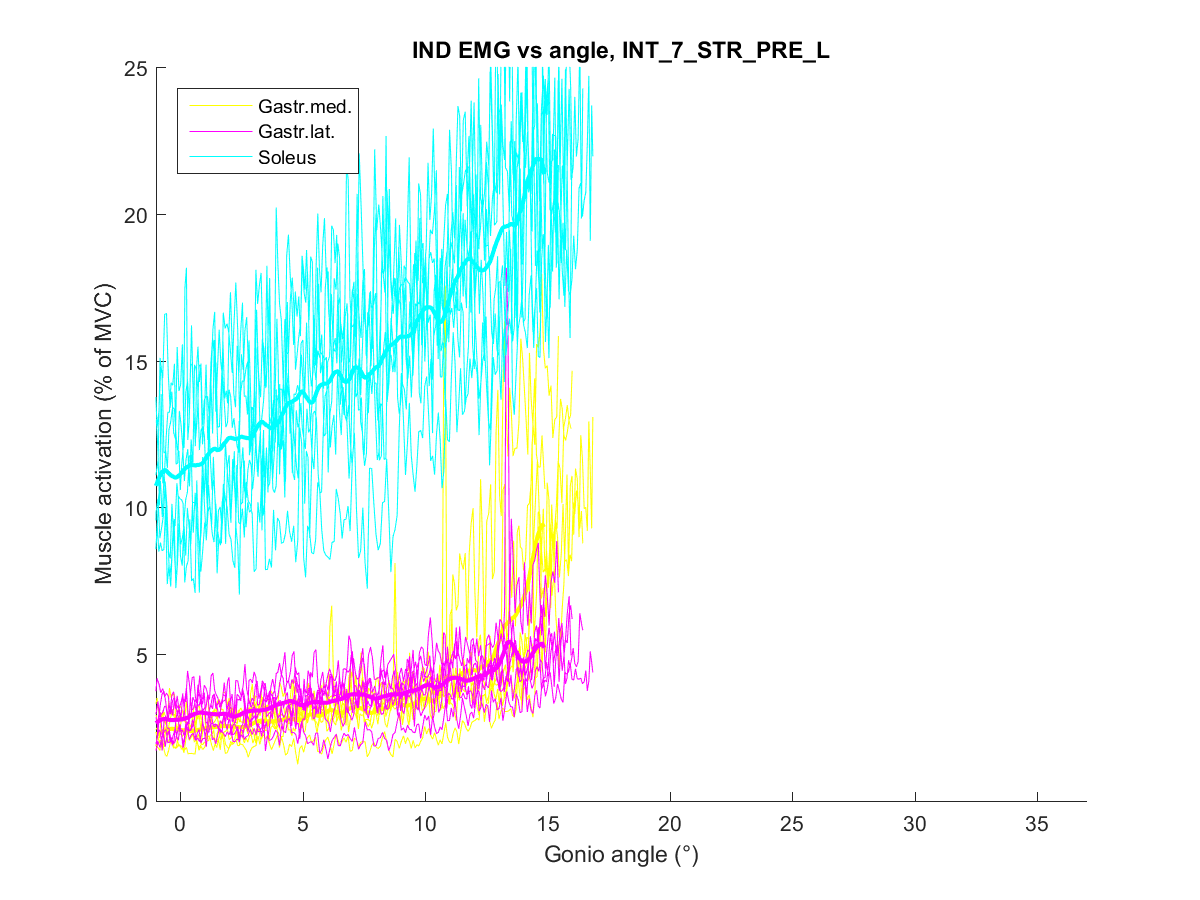 IND EMG vs angle, INT_7_STR_PRE_L
25
20
15
10
5
0
Muscle activation (% of MVC)
Gastr.med.
Gastr.lat.
Soleus
0 5 10 15 20 25 30 35
Gonio angle (°)